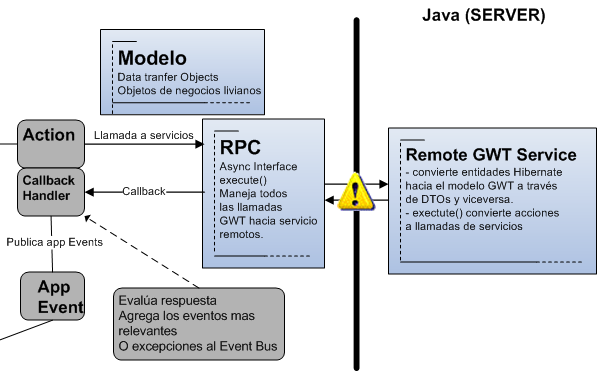 Java (SERVER)
Modelo
Data tranfer Objects
Objetos de negocios livianos
Action
Llamada a servicios
RPC
Async Interface
execute()
Maneja todos
las llamadas
GWT hacia servicio
remotos.
Remote GWT Service
- convierte entidades Hibernate
hacia el modelo GWT a través
de DTOs y viceversa.
- exectute() convierte acciones
a llamadas de servicios
Callback
Handler
Callback
Publica app Events
App
Event
Evalúa respuesta
Agrega los eventos mas
relevantes
O excepciones al Event Bus